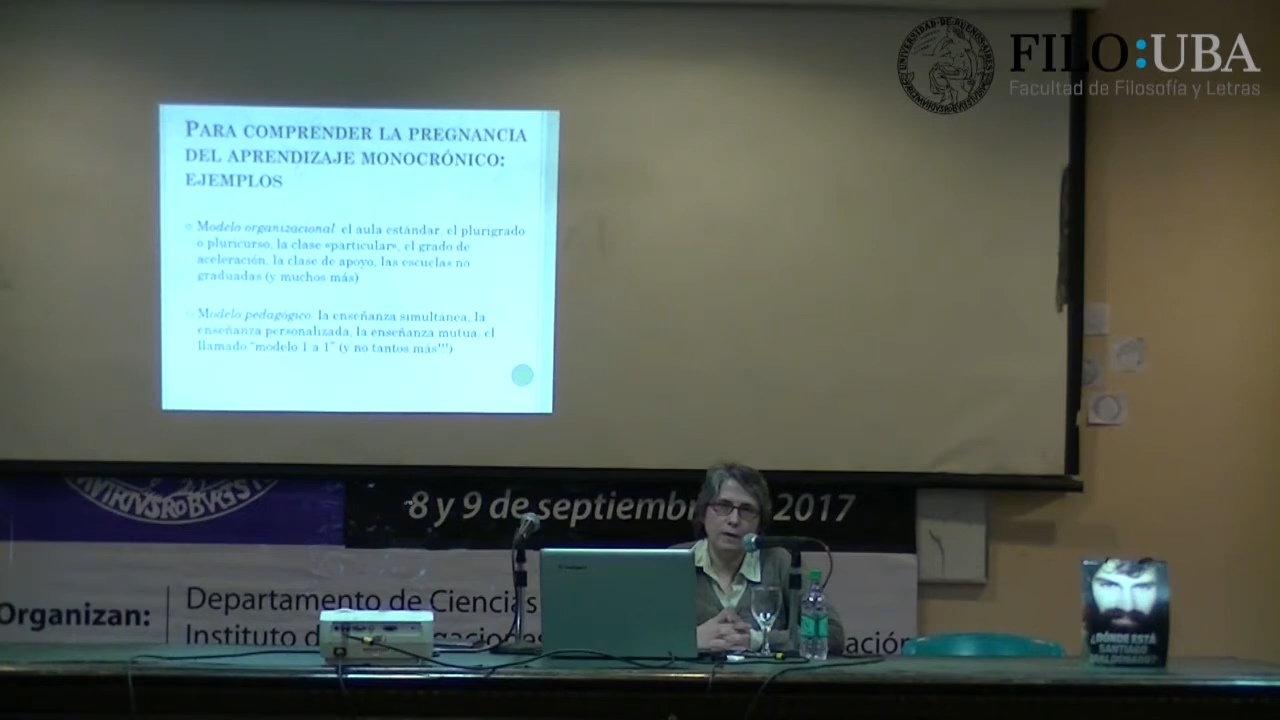 FILO:UBA
Facultad de Filosofía y Letras
PARA COMPRENDER LA PREGNANCIA
DEL APRENDIZAJE MONOCRÓNICO:
EJEMPLOS
Modelo organizacional: el aula estándar, el plurigrado
o pluricurso, la clase «particular», el grado de
aceleración, la clase de apoyo, las escuelas no
graduadas (y muchos más)
Modelo pedagógico: la enseñanza simultánea, la
enseñanza personalizada, la enseñanza mutua, el
llamado "modelo 1 a 1" (y no tantos más!!!)
8 y 9 de septiemb 2017
Organizan:
Departamento de Ciencias
Instituto d
ación
¿DÓNDE ESTÁ
SANTIAGO
MALDONADO?